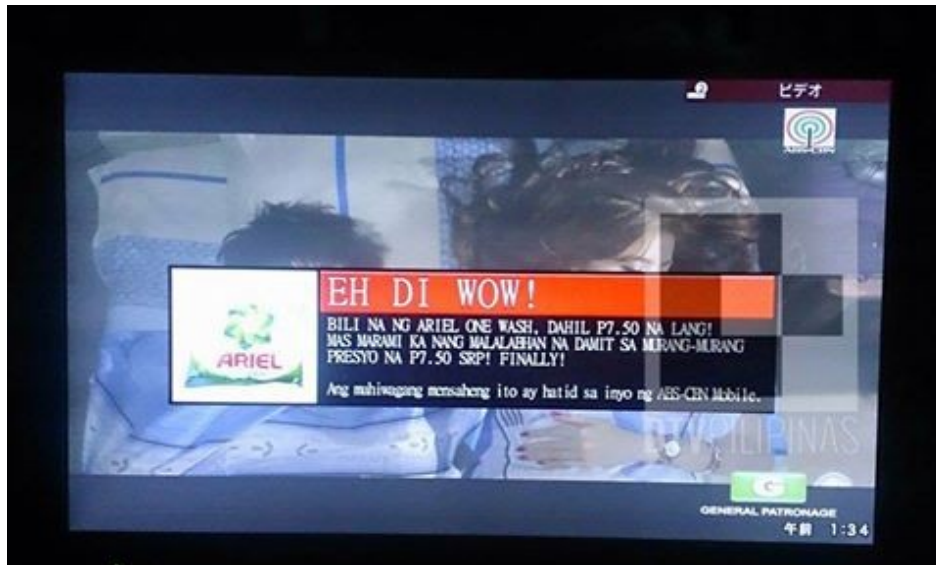 ビデオ
ABS-CBN
EH DI WOW!
BILI NA NG ARIEL ONE WASH, DAHIL P7.50 NA LANG!
MAS MARAMI KA NANG MALALABHAN NA DAMIT SA MURANG-MURANG
PRESYO NA P7.50 SRP! FINALLY!
ARIEL
Ang mahiwagang mensaheng ito ay hatid sa inyo ng ABS-CBN Mobile.
G
GENERAL PATRONAGE
午前 1:34